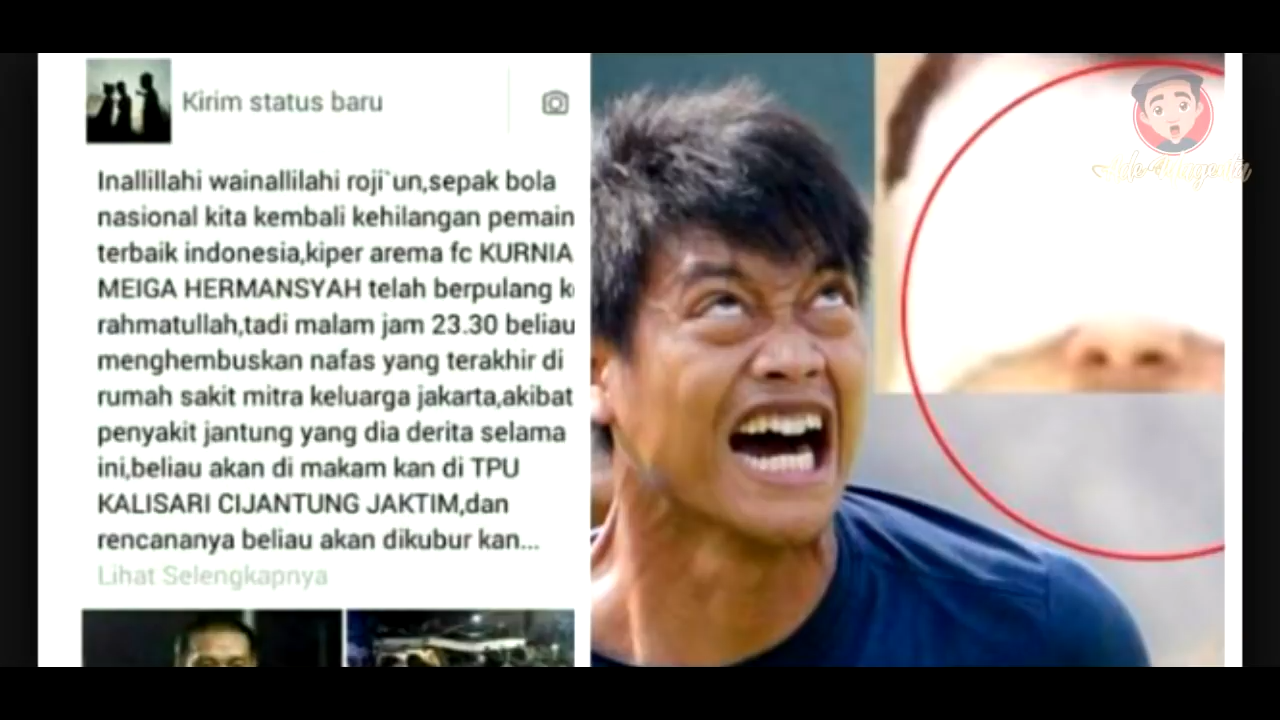 Kirim status baru
Inallillahi wainallilahi roji`un,sepak bola
nasional kita kembali kehilangan pemain
terbaik indonesia,kiper arema fc KURNIA
MEIGA HERMANSYAH telah berpulang k
rahmatullah,tadi malam jam 23.30 beliau
menghembuskan nafas yang terakhir di
rumah sakit mitra keluarga jakarta,akibat
penyakit jantung yang dia derita selama
ini,beliau akan di makam kan di TPU
KALISARI CIJANTUNG JAKTIM,dan
rencananya beliau akan dikubur kan...
Lihat Selengkapnya